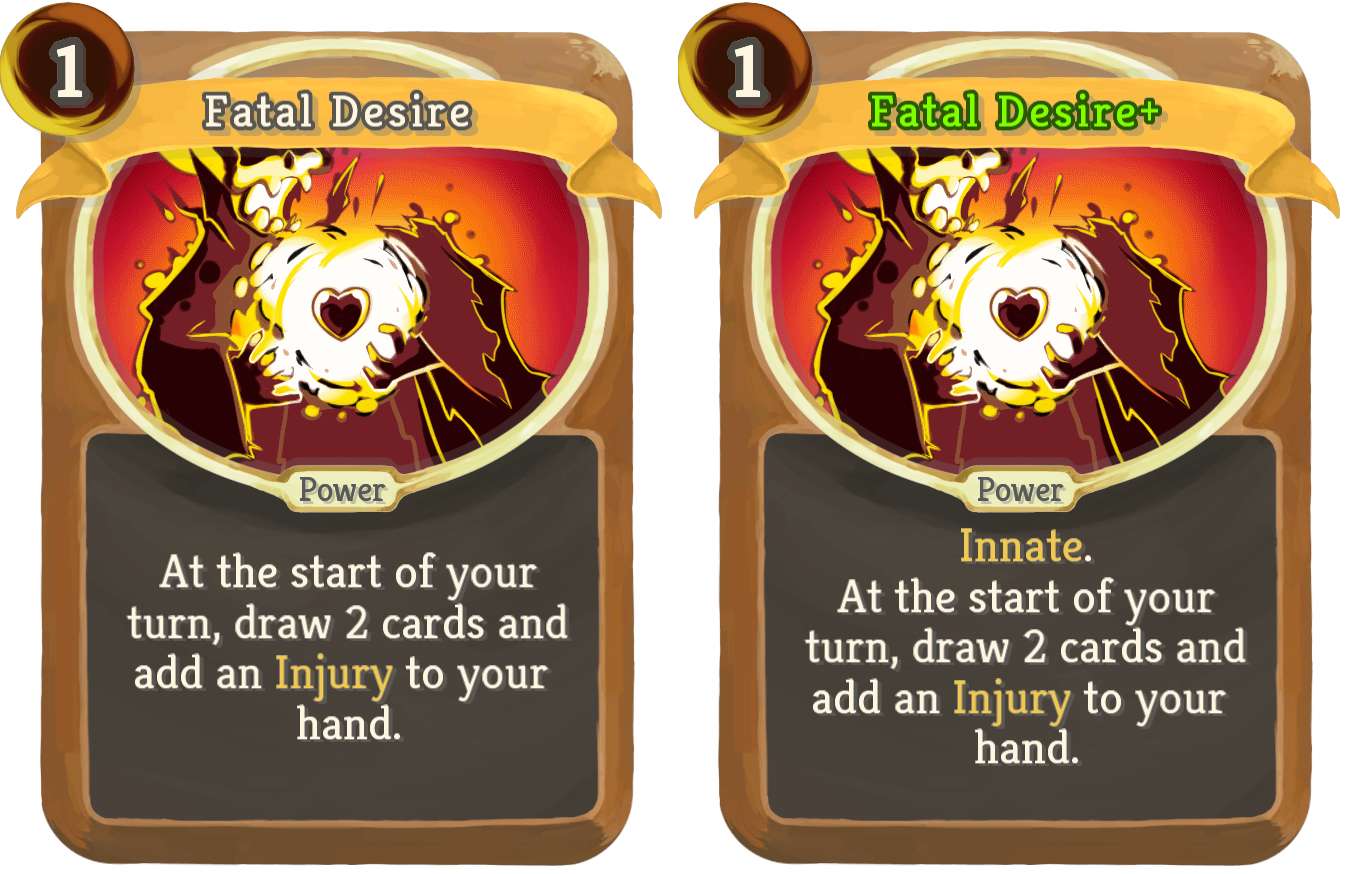 1
Fatal Desire
Power
At the start of your
turn, draw 2 cards and
add an Injury to your
hand.
1
Fatal Desire+
Power
Innate.
At the start of your
turn, draw 2 cards and
add an Injury to your
hand.